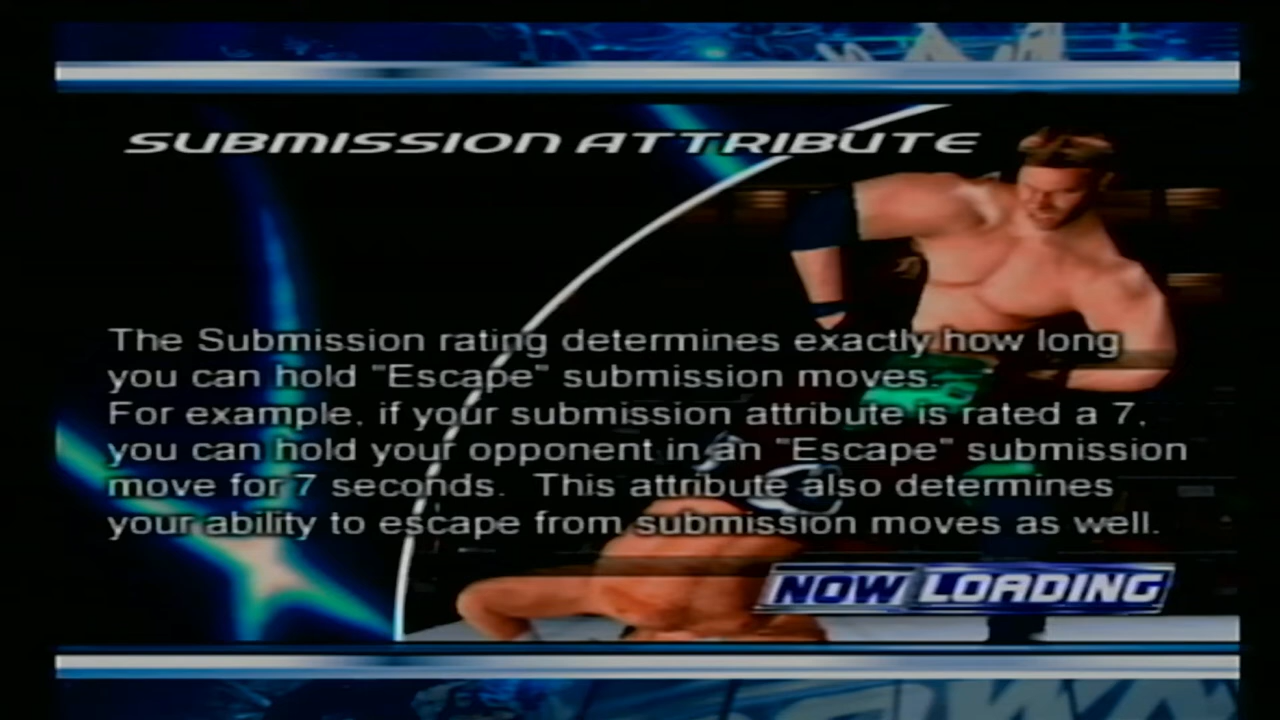 SUBMISSION ATTRIBUTE
The Submission rating determines exactly how long
you can hold "Escape" submission moves.
For example, if your submission attribute is rated a 7,
you can hold your opponent in an "Escape" submission
move for 7 seconds.  This attribute also determines
your ability to escape from submission moves as well.
NOW LOADING